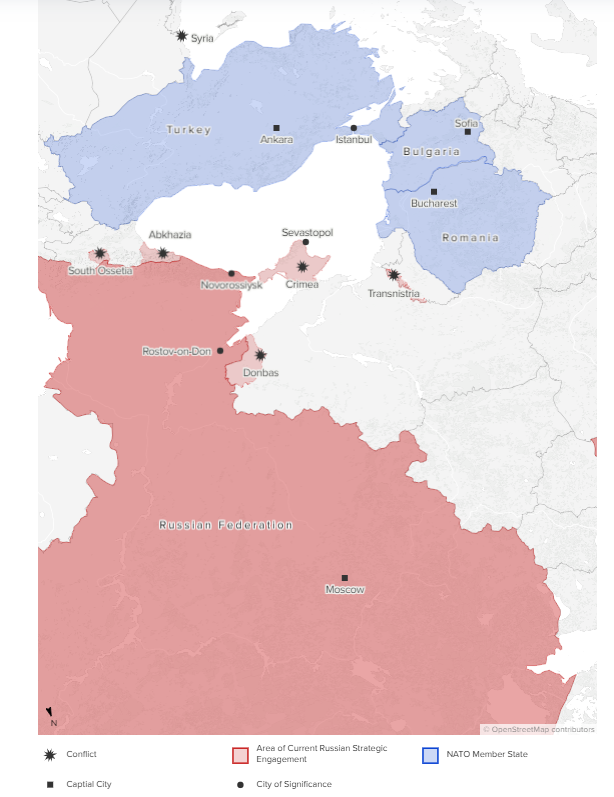 Syria
Turkey
Ankara
Istanbul
Sofia
Bulgaria
Bucharest
Romania
Abkhazia
South Ossetia
Sevastopol
Novorossiysk
Crimea
Transnistria
Rostov-on-Don
Donbas
Russian Federation
Moscow
N
© OpenStreetMap contributors
Conflict
Area of Current Russian Strategic
Engagement
NATO Member State
Captial City
City of Significance